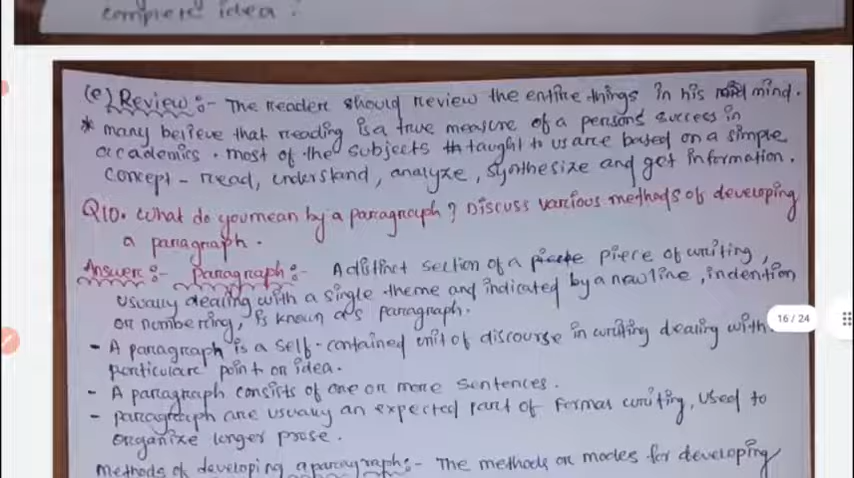 complete idea.
(e) Review :- The Reader should review the entire things in his mind.
* many believe that reading is a true measure of a persons success in
academics. most of the subjects taught to us are based on a simple
concept - read, understand, analyze, synthesize and get information.
Q10. What do you mean by a paragraph? Discuss various methods of developing
a paragraph.
Answer :- Paragraph :- A distinct section of a piece of writing,
usually dealing with a single theme and indicated by a new line, indention
or numbering, is known as paragraph.
- A paragraph is a self-contained unit of discourse in writing dealing with
particular point or idea.
16 / 24
- A paragraph consists of one or more sentences.
- paragraph are usually an expected part of formal writing, used to
organize longer prose.
methods of developing a paragraph :- The methods or modes for developing